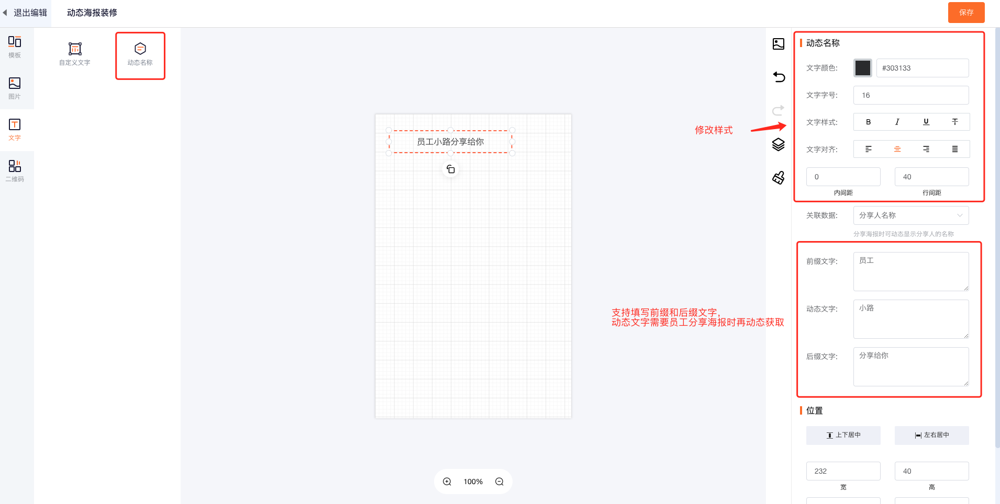 退出编辑
动态海报装修
保存
模板
图片
文字
二维码
自定义文字
动态名称
员工小路分享给你
100%
修改样式
支持填写前缀和后缀文字,
动态文字需要员工分享海报时再动态获取
动态名称
文字颜色:
#303133
文字字号:
16
文字样式:
B I U T
文字对齐:
0
40
内间距
行间距
关联数据:
分享人名称
分享海报时可动态显示分享人的名称
前缀文字:
员工
动态文字:
小路
后缀文字:
分享给你
位置
上下居中
左右居中
232
40
宽
高